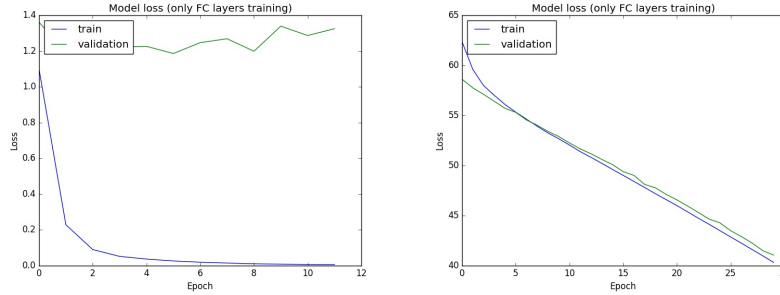 Model loss (only FC layers training)
1.4
1.2
1.0
0.8
0.6
0.4
0.2
0.0
Loss
train
validation
0 2 4 6 8 10 12
Epoch
Model loss (only FC layers training)
65
60
55
50
45
40
Loss
train
validation
0 5 10 15 20 25
Epoch